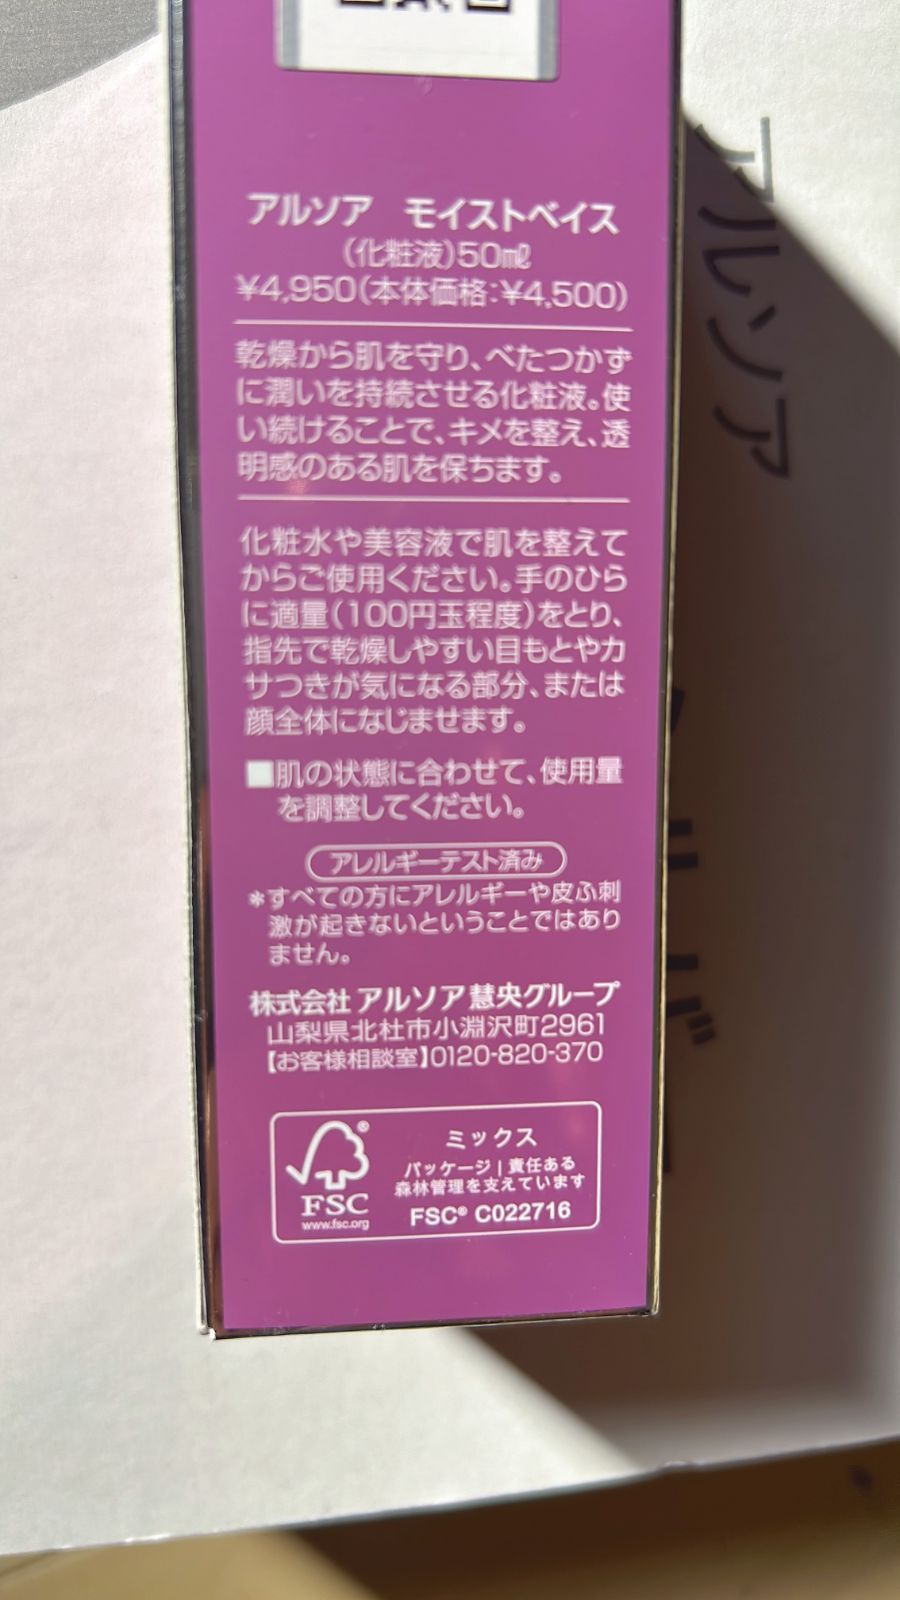 アルソア　モイストベイス
（化粧液）50㎖
¥4,950（本体価格：¥4,500）
乾燥から肌を守り、べたつかず
に潤いを持続させる化粧液。使
い続けることで、キメを整え、透
明感のある肌を保ちます。
化粧水や美容液で肌を整えて
からご使用ください。手のひら
に適量（100円玉程度）をとり、
指先で乾燥しやすい目もとやカ
サつきが気になる部分、または
顔全体になじませます。
■肌の状態に合わせて、使用量
を調整してください。
アレルギーテスト済み
＊すべての方にアレルギーや皮ふ刺
激が起きないということではあり
ません。
株式会社 アルソア慧央グループ
山梨県北杜市小淵沢町2961
【お客様相談室】0120-820-370
FSC®
www.fsc.org
ミックス
パッケージ | 責任ある
森林管理を支えています
FSC® C022716
アルソア